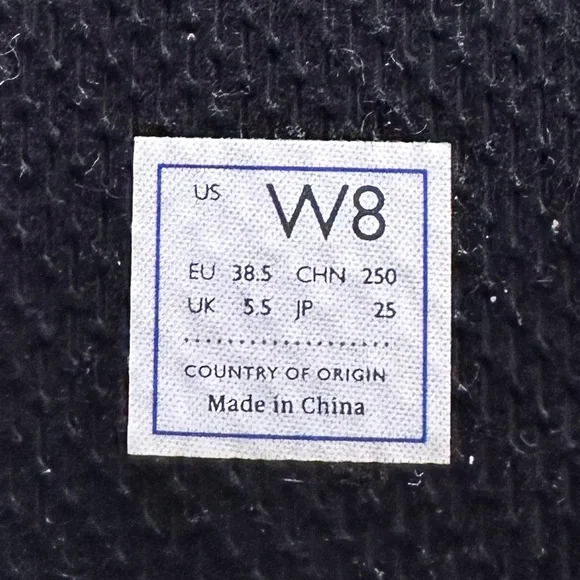 US W8
EU 38.5 CHN 250
UK 5.5 JP 25
COUNTRY OF ORIGIN
Made in China